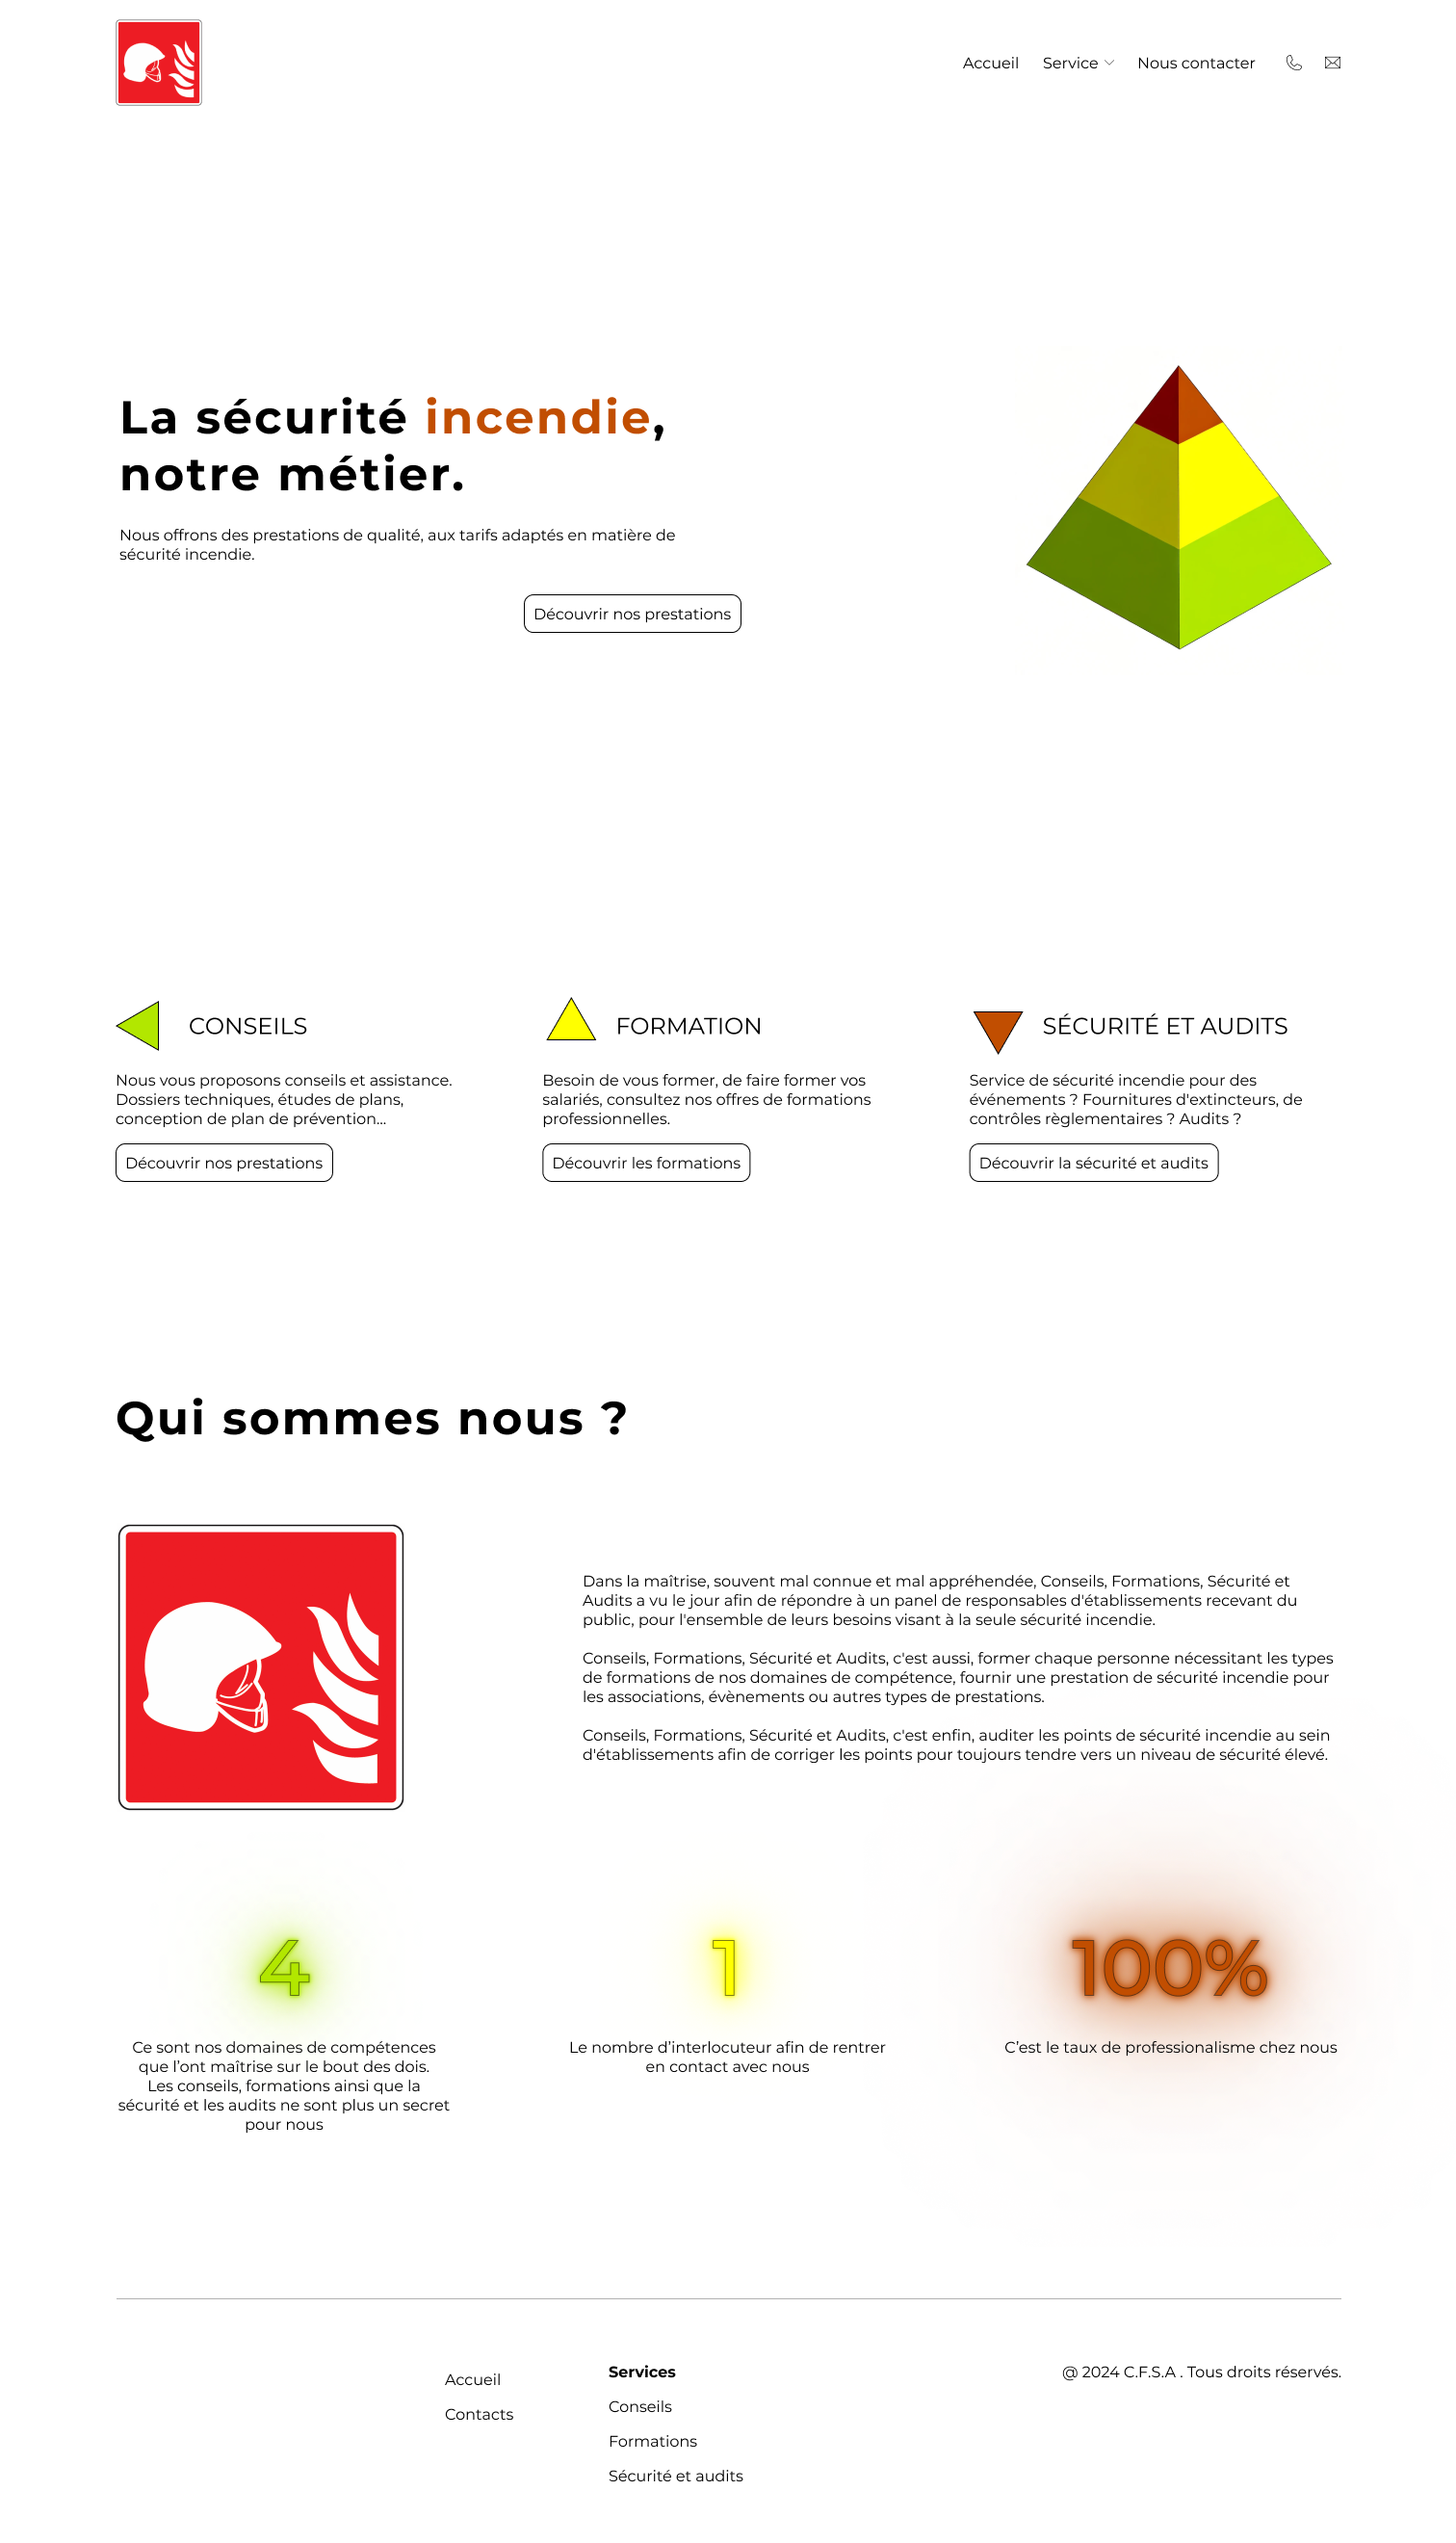 Accueil
Service
Nous contacter
La sécurité incendie,
notre métier.
Nous offrons des prestations de qualité, aux tarifs adaptés en matière de
sécurité incendie.
Découvrir nos prestations
CONSEILS
Nous vous proposons conseils et assistance.
Dossiers techniques, études de plans,
conception de plan de prévention...
Découvrir nos prestations
FORMATION
Besoin de vous former, de faire former vos
salariés, consultez nos offres de formations
professionnelles.
Découvrir les formations
SÉCURITÉ ET AUDITS
Service de sécurité incendie pour des
événements ? Fournitures d'extincteurs, de
contrôles règlementaires ? Audits ?
Découvrir la sécurité et audits
Qui sommes nous ?
Dans la maîtrise, souvent mal connue et mal appréhendée, Conseils, Formations, Sécurité et
Audits a vu le jour afin de répondre à un panel de responsables d'établissements recevant du
public, pour l'ensemble de leurs besoins visant à la seule sécurité incendie.
Conseils, Formations, Sécurité et Audits, c'est aussi, former chaque personne nécessitant les types
de formations de nos domaines de compétence, fournir une prestation de sécurité incendie pour
les associations, évènements ou autres types de prestations.
Conseils, Formations, Sécurité et Audits, c'est enfin, auditer les points de sécurité incendie au sein
d'établissements afin de corriger les points pour toujours tendre vers un niveau de sécurité élevé.
4
Ce sont nos domaines de compétences
que l’ont maîtrise sur le bout des dois.
Les conseils, formations ainsi que la
sécurité et les audits ne sont plus un secret
pour nous
1
Le nombre d’interlocuteur afin de rentrer
en contact avec nous
100%
C’est le taux de professionalisme chez nous
Accueil
Contacts
Services
Conseils
Formations
Sécurité et audits
@ 2024 C.F.S.A . Tous droits réservés.